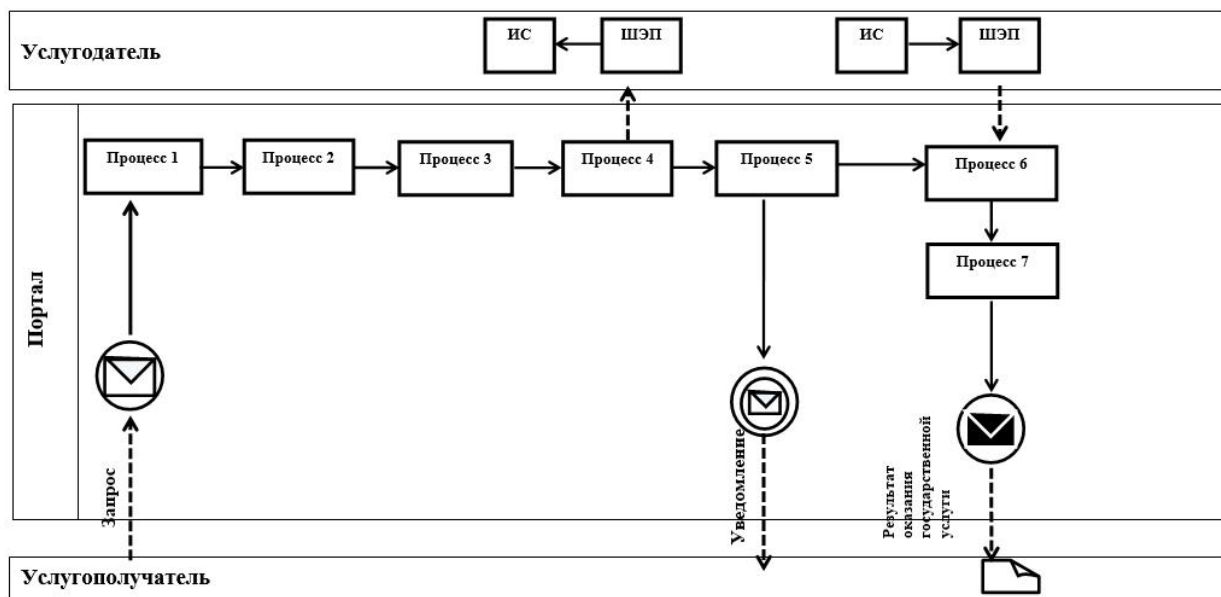 Услугодатель
ИС
ШЭП
ИС
ШЭП
Портал
Процесс 1
Процесс 2
Процесс 3
Процесс 4
Процесс 5
Процесс 6
Процесс 7
Запрос
Уведомление
Результат
оказания
государственной
услуги
Услугополучатель